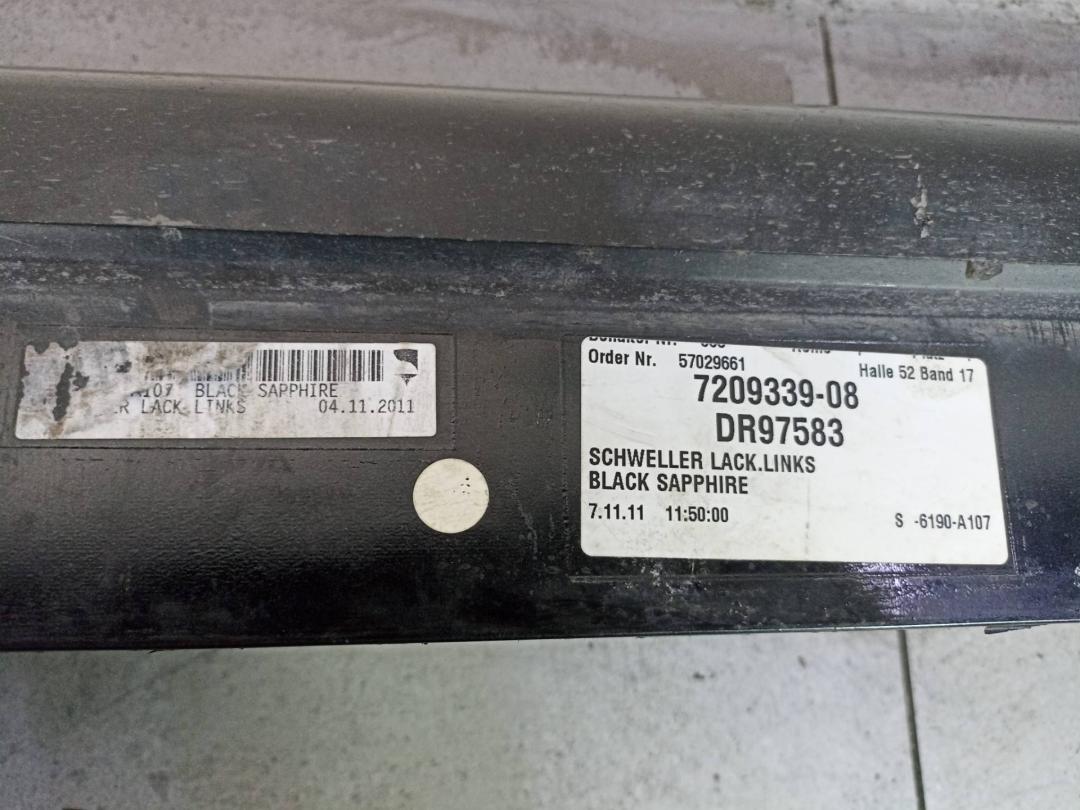 A107 BLACK SAPPHIRE
ER LACK LINKS 04.11.2011
Order Nr. 57029661
Halle 52 Band 17
7209339-08
DR97583
SCHWELLER LACK.LINKS
BLACK SAPPHIRE
7.11.11 11:50:00
S -6190-A107